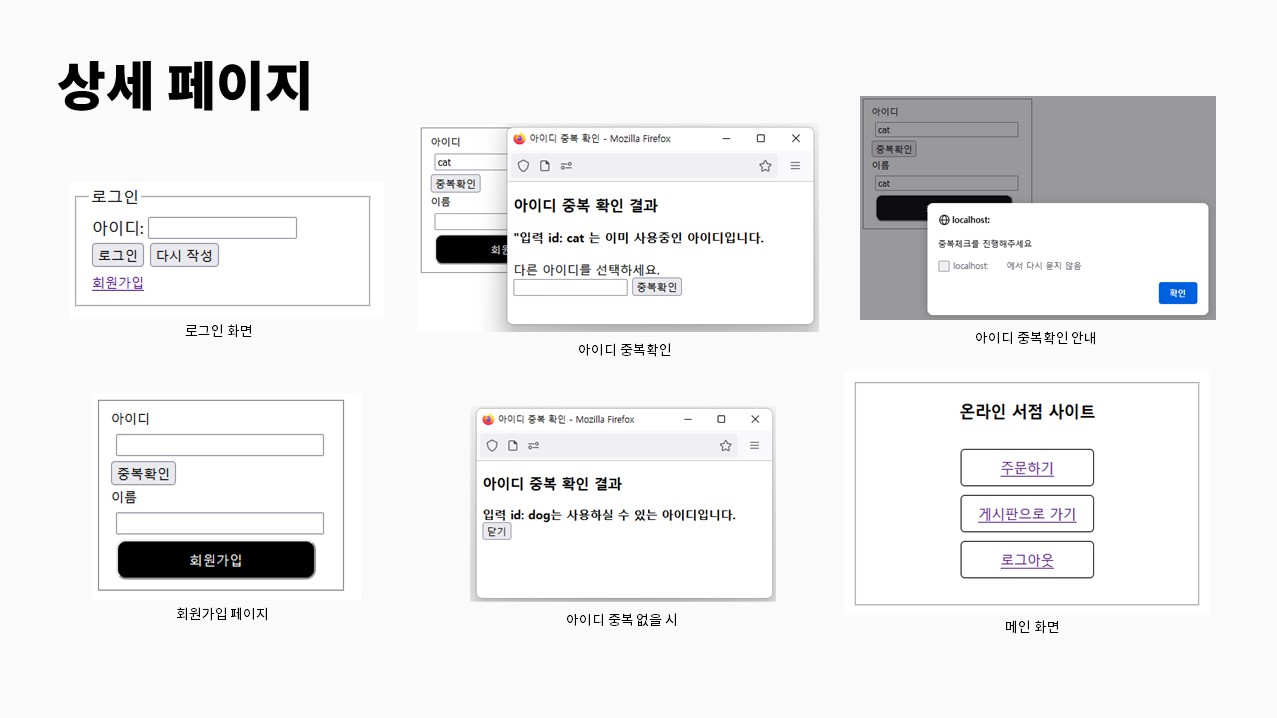 상세 페이지
로그인
아이디:
로그인 다시 작성
회원가입
로그인 화면
아이디
cat
중복확인
이름
회원
아이디 중복 확인 - Mozilla Firefox
아이디 중복 확인 결과
"입력 id: cat 는 이미 사용중인 아이디입니다.
다른 아이디를 선택하세요.
중복확인
아이디 중복확인
아이디
cat
중복확인
이름
cat
localhost:
중복체크를 진행해주세요
localhost: 에서 다시 묻지 않음
확인
아이디 중복확인 안내
아이디
중복확인
이름
회원가입
회원가입 페이지
아이디 중복 확인 - Mozilla Firefox
아이디 중복 확인 결과
입력 id: dog는 사용하실 수 있는 아이디입니다.
닫기
아이디 중복 없을 시
온라인 서점 사이트
주문하기
게시판으로 가기
로그아웃
메인 화면